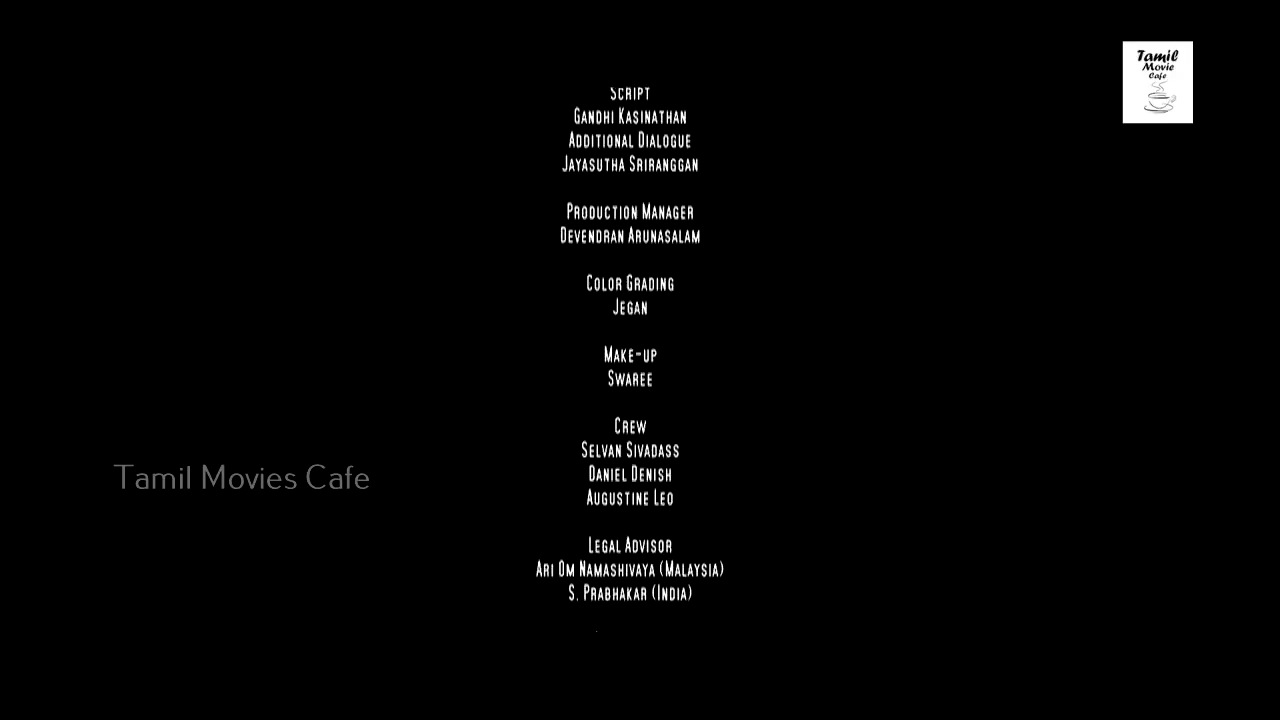 Tamil
Movie
Cafe
Script
Gandhi Kasinathan
Additional Dialogue
Jayasutha Sriranggan
Production Manager
Devendran Arunasalam
Color Grading
Jegan
Make-up
Swaree
Crew
Selvan Sivadass
Daniel Denish
Augustine Leo
Tamil Movies Cafe
Legal Advisor
Ari Om Namashivaya (Malaysia)
S. Prabhakar (India)